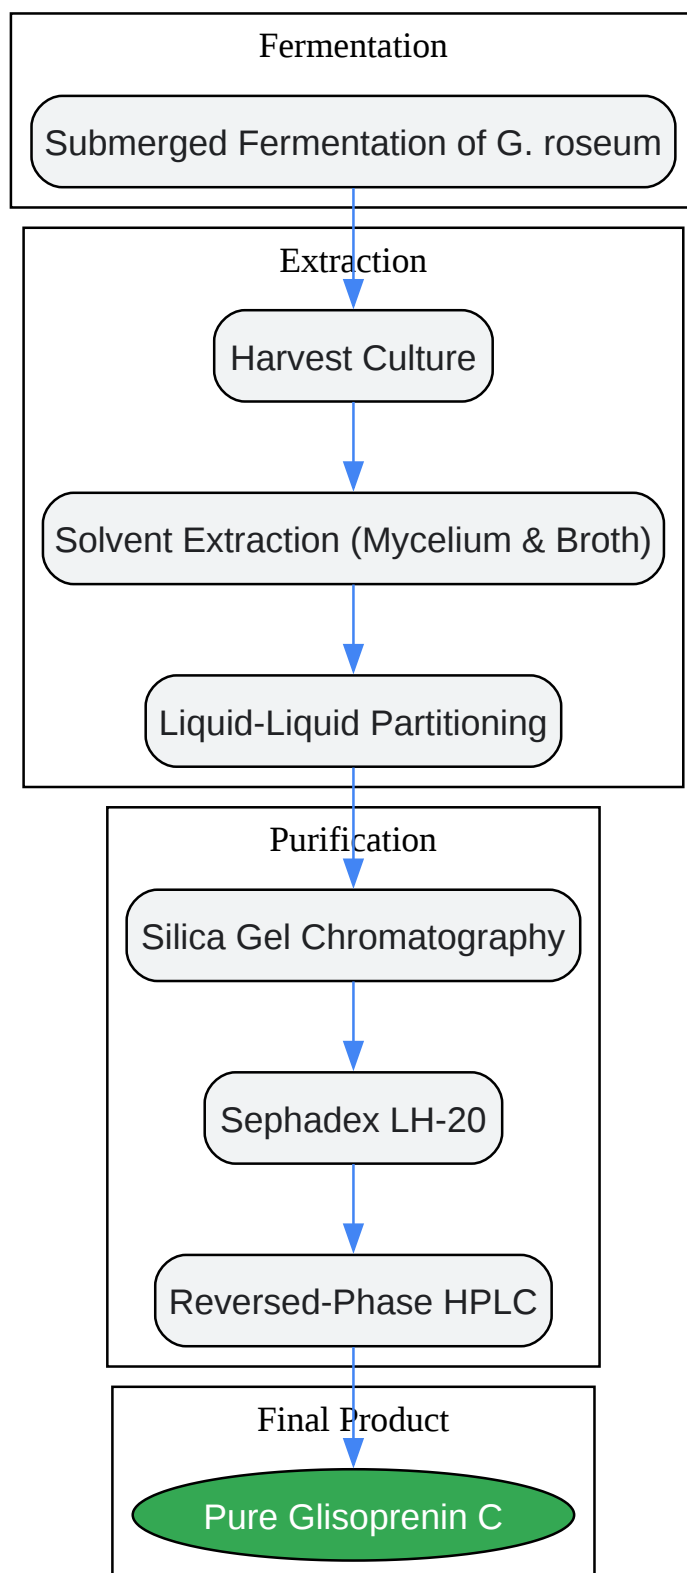 Fermentation
Submerged Fermentation of G. roseum
Extraction
Harvest Culture
Solvent Extraction (Mycelium & Broth)
Liquid-Liquid Partitioning
Purification
Silica Gel Chromatography
Sephadex LH-20
Reversed-Phase HPLC
Final Product
Pure Glisoprenin C